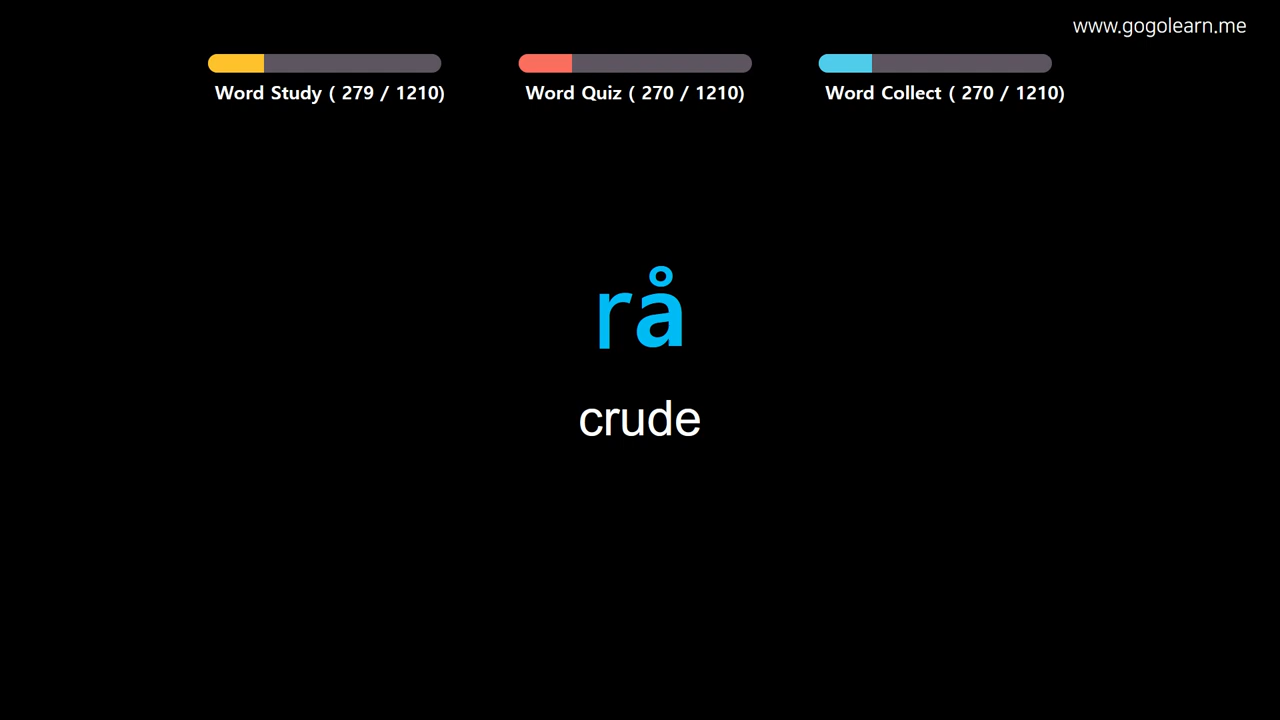 www.gogolearn.me
Word Study ( 279 / 1210)
Word Quiz ( 270 / 1210)
Word Collect ( 270 / 1210)
rå
crude